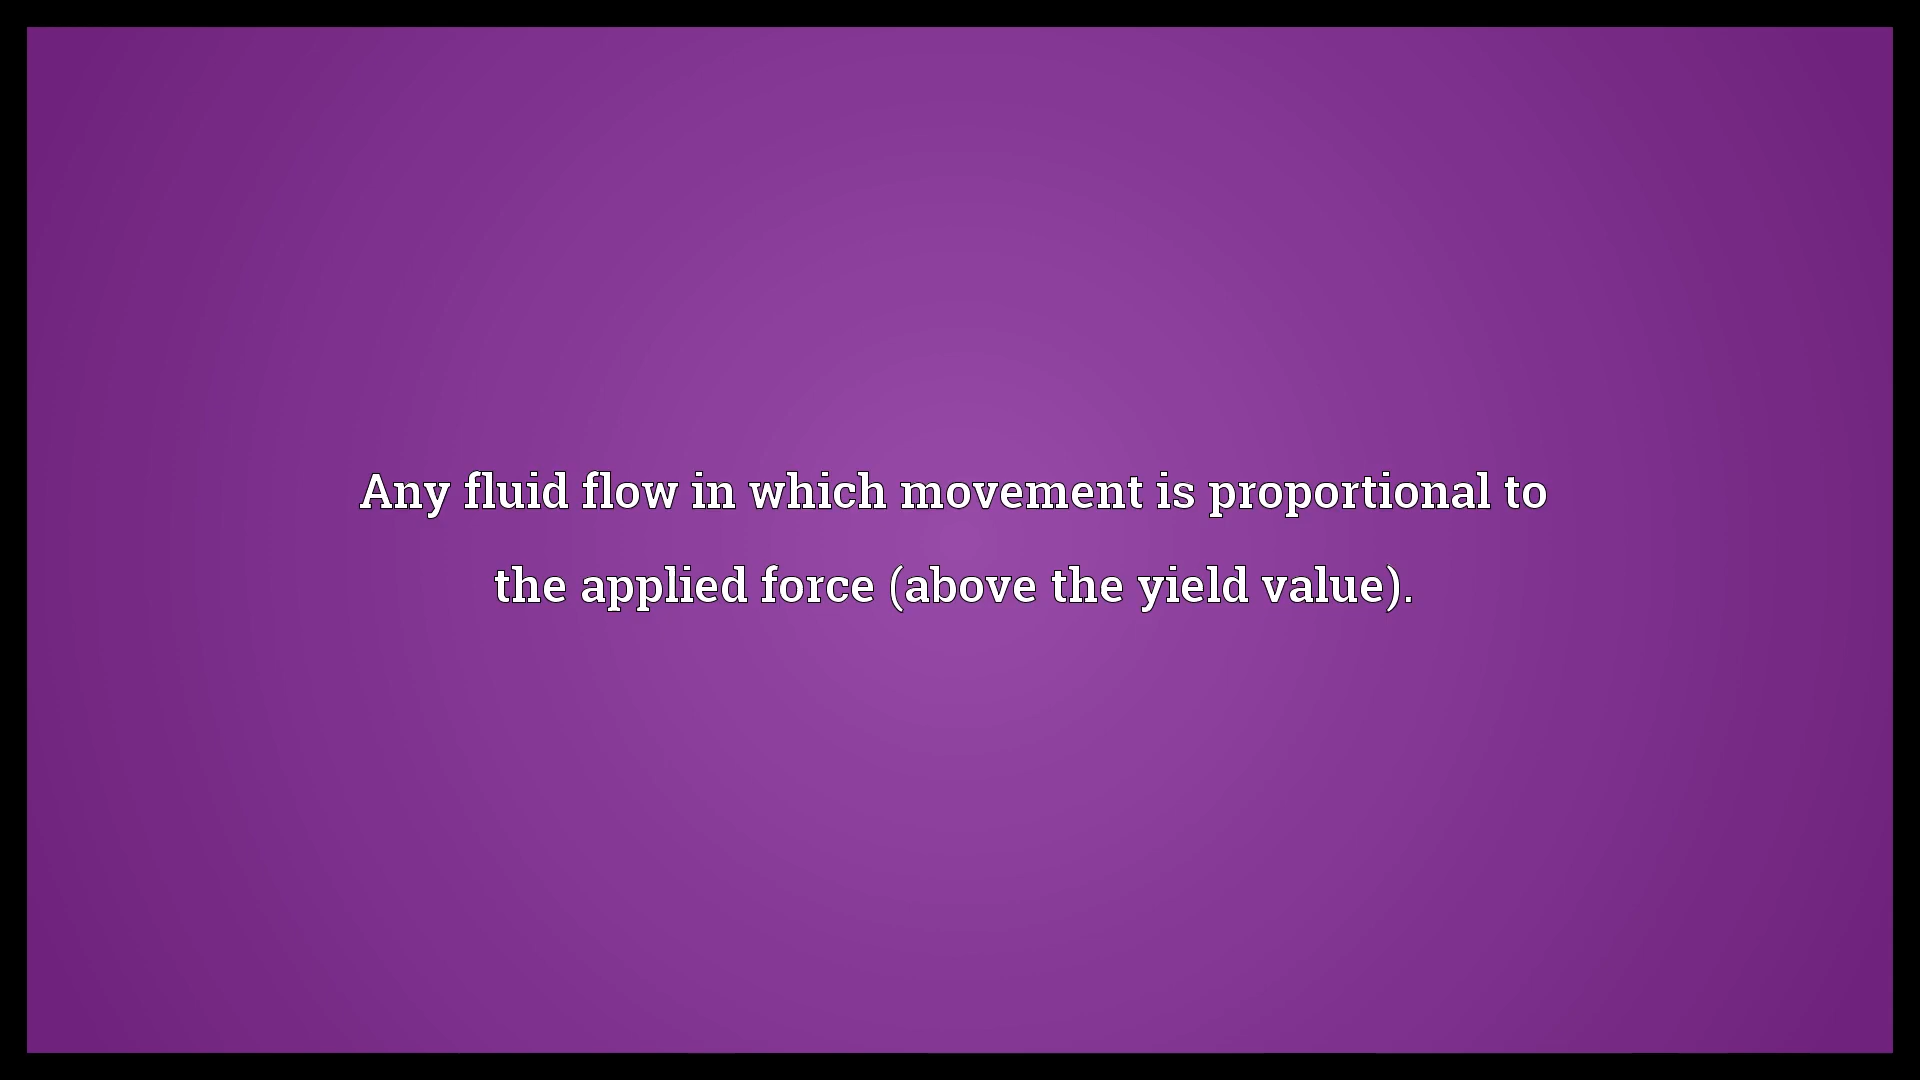 Any fluid flow in which movement is proportional to
the applied force (above the yield value).